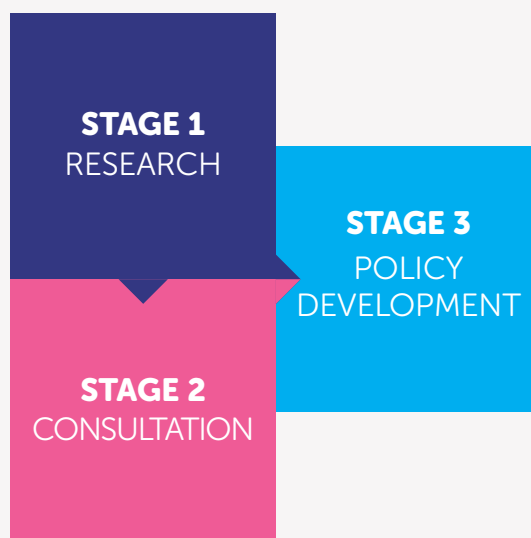 STAGE 1
RESEARCH
STAGE 2
CONSULTATION
STAGE 3
POLICY
DEVELOPMENT